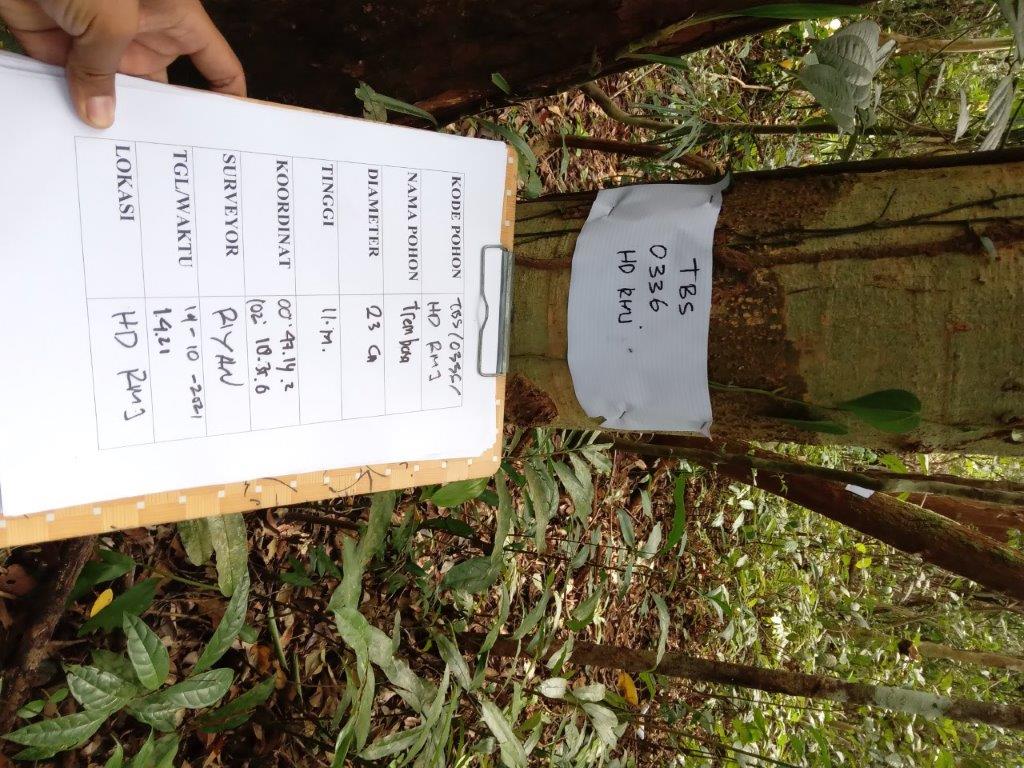 TBS
0336
HD RMJ
KODE POHON TBS/0336/
HD RMJ
NAMA POHON Trembosa
DIAMETER 23 Cm
TINGGI 11.M.
KOORDINAT 00°47.14.2
102° 10.35.0
SURVEYOR RIYAN
TGL/WAKTU 19-10-2021
14.21
LOKASI HD RMJ